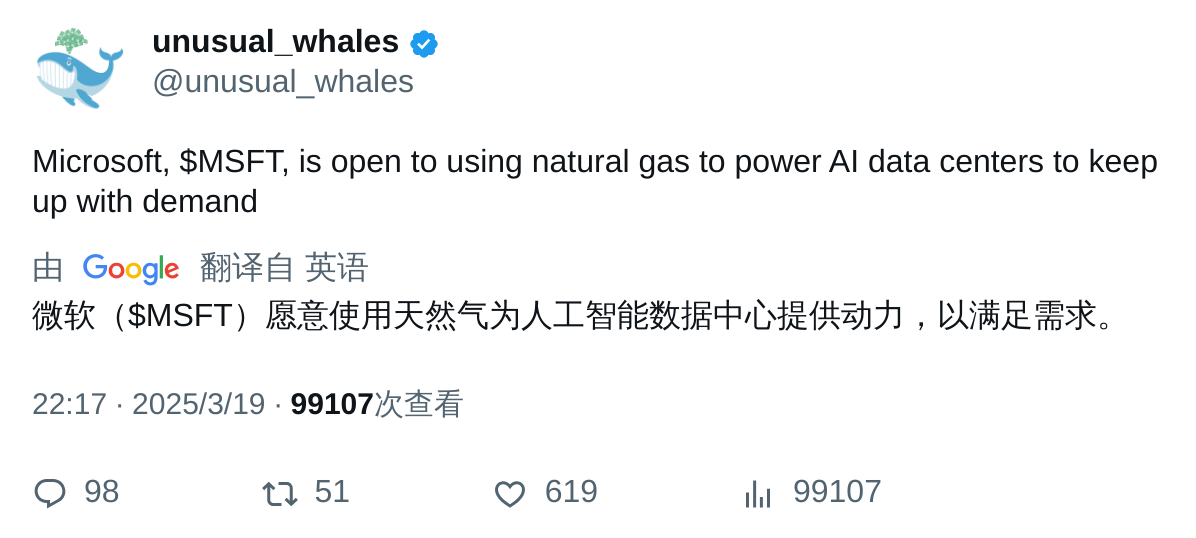 unusual_whales
@unusual_whales
Microsoft, $MSFT, is open to using natural gas to power AI data centers to keep
up with demand
由 Google 翻译自 英语
微软（$MSFT）愿意使用天然气为人工智能数据中心提供动力，以满足需求。
22:17 · 2025/3/19 · 99107次查看
98 51 619 99107